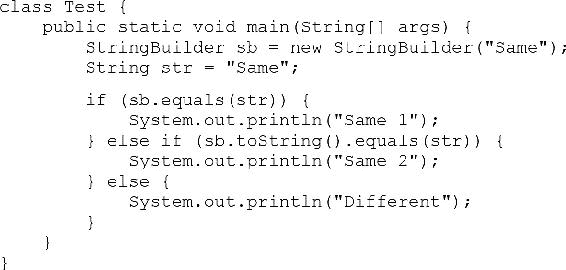 class Test {
    public static void main(String[] args) {
        StringBuilder sb = new StringBuilder("Same");
        String str = "Same";

        if (sb.equals(str)) {
            System.out.println("Same 1");
        } else if (sb.toString().equals(str)) {
            System.out.println("Same 2");
        } else {
            System.out.println("Different");
        }
    }
}